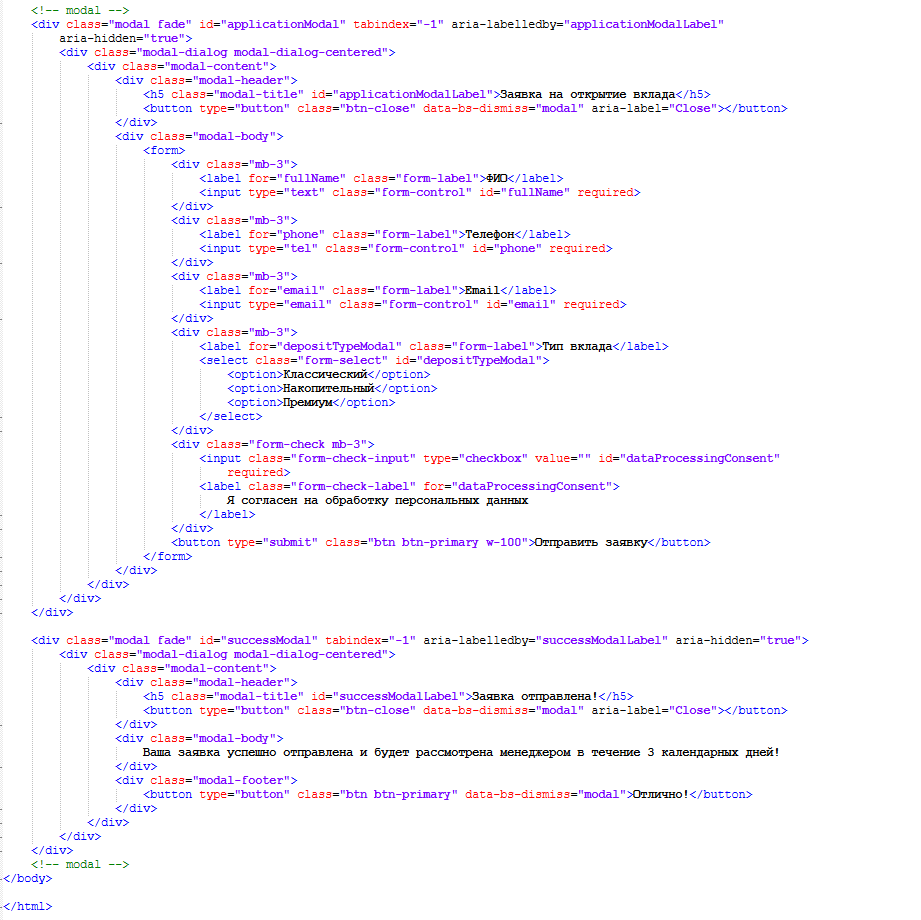 <!-- modal -->
<div class="modal fade" id="applicationModal" tabindex="-1" aria-labelledby="applicationModalLabel"
aria-hidden="true">
<div class="modal-dialog modal-dialog-centered">
<div class="modal-content">
<div class="modal-header">
<h5 class="modal-title" id="applicationModalLabel">Заявка на открытие вклада</h5>
<button type="button" class="btn-close" data-bs-dismiss="modal" aria-label="Close"></button>
</div>
<div class="modal-body">
<form>
<div class="mb-3">
<label for="fullName" class="form-label">ФИО</label>
<input type="text" class="form-control" id="fullName" required>
</div>
<div class="mb-3">
<label for="phone" class="form-label">Телефон</label>
<input type="tel" class="form-control" id="phone" required>
</div>
<div class="mb-3">
<label for="email" class="form-label">Email</label>
<input type="email" class="form-control" id="email" required>
</div>
<div class="mb-3">
<label for="depositTypeModal" class="form-label">Тип вклада</label>
<select class="form-select" id="depositTypeModal">
<option>Классический</option>
<option>Накопительный</option>
<option>Премиум</option>
</select>
</div>
<div class="form-check mb-3">
<input class="form-check-input" type="checkbox" value="" id="dataProcessingConsent"
required>
<label class="form-check-label" for="dataProcessingConsent">
Я согласен на обработку персональных данных
</label>
</div>
<button type="submit" class="btn btn-primary w-100">Отправить заявку</button>
</form>
</div>
</div>
</div>
</div>
<div class="modal fade" id="successModal" tabindex="-1" aria-labelledby="successModalLabel" aria-hidden="true">
<div class="modal-dialog modal-dialog-centered">
<div class="modal-content">
<div class="modal-header">
<h5 class="modal-title" id="successModalLabel">Заявка отправлена!</h5>
<button type="button" class="btn-close" data-bs-dismiss="modal" aria-label="Close"></button>
</div>
<div class="modal-body">
Ваша заявка успешно отправлена и будет рассмотрена менеджером в течение 3 календарных дней!
</div>
<div class="modal-footer">
<button type="button" class="btn btn-primary" data-bs-dismiss="modal">Отлично!</button>
</div>
</div>
</div>
</div>
<!-- modal -->
</body>
</html>